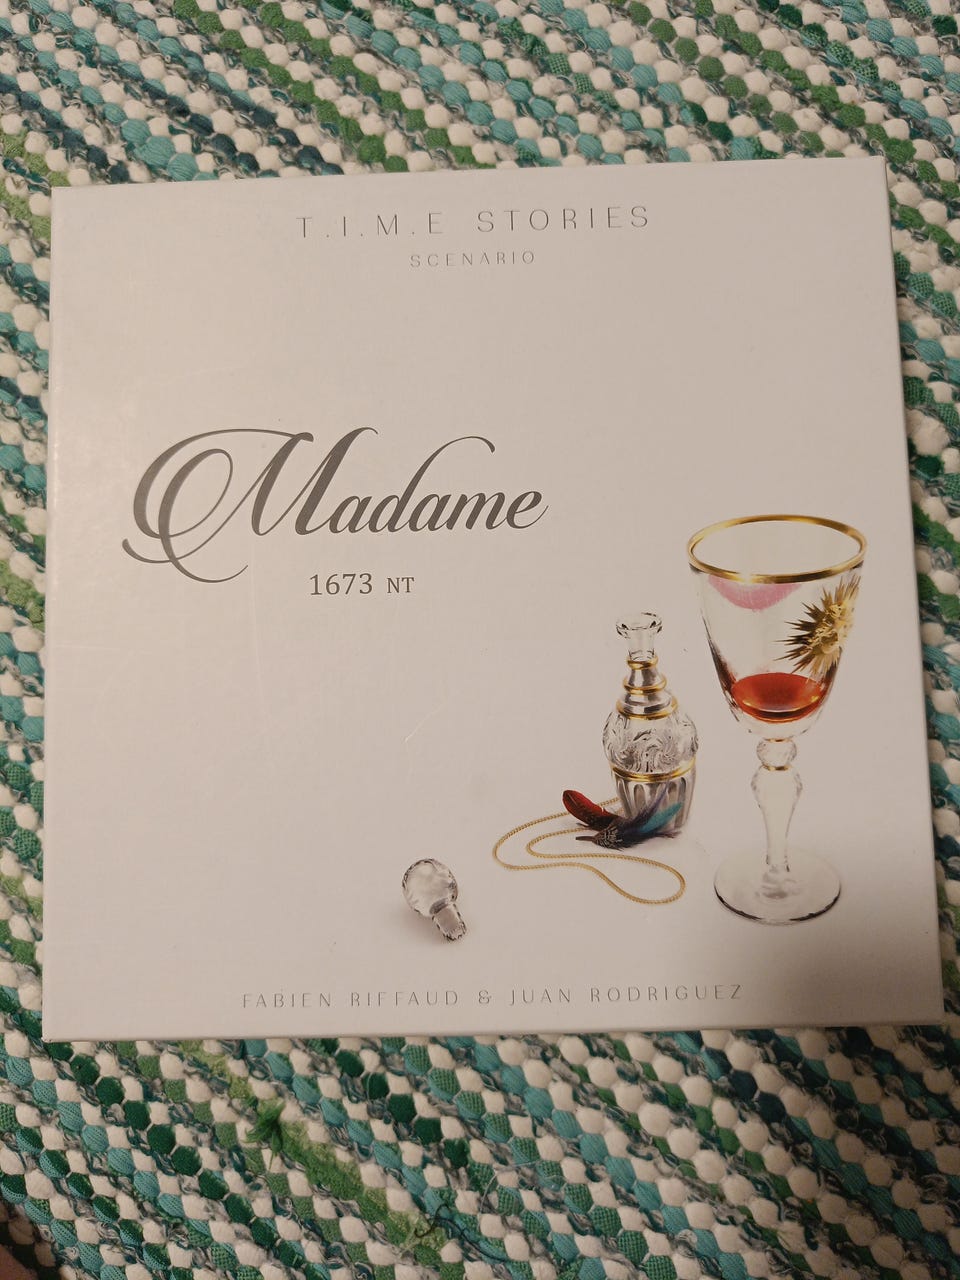 T.I.M.E STORIES
SCENARIO
Madame
1673 NT
FABIEN RIFFAUD & JUAN RODRIGUEZ